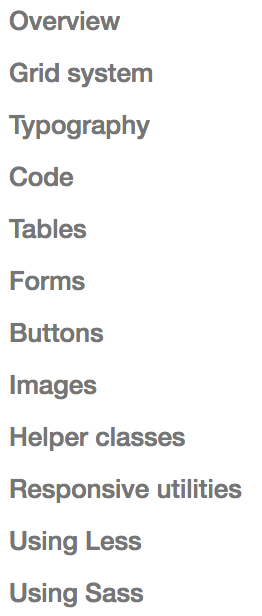 Overview
Grid system
Typography
Code
Tables
Forms
Buttons
Images
Helper classes
Responsive utilities
Using Less
Using Sass